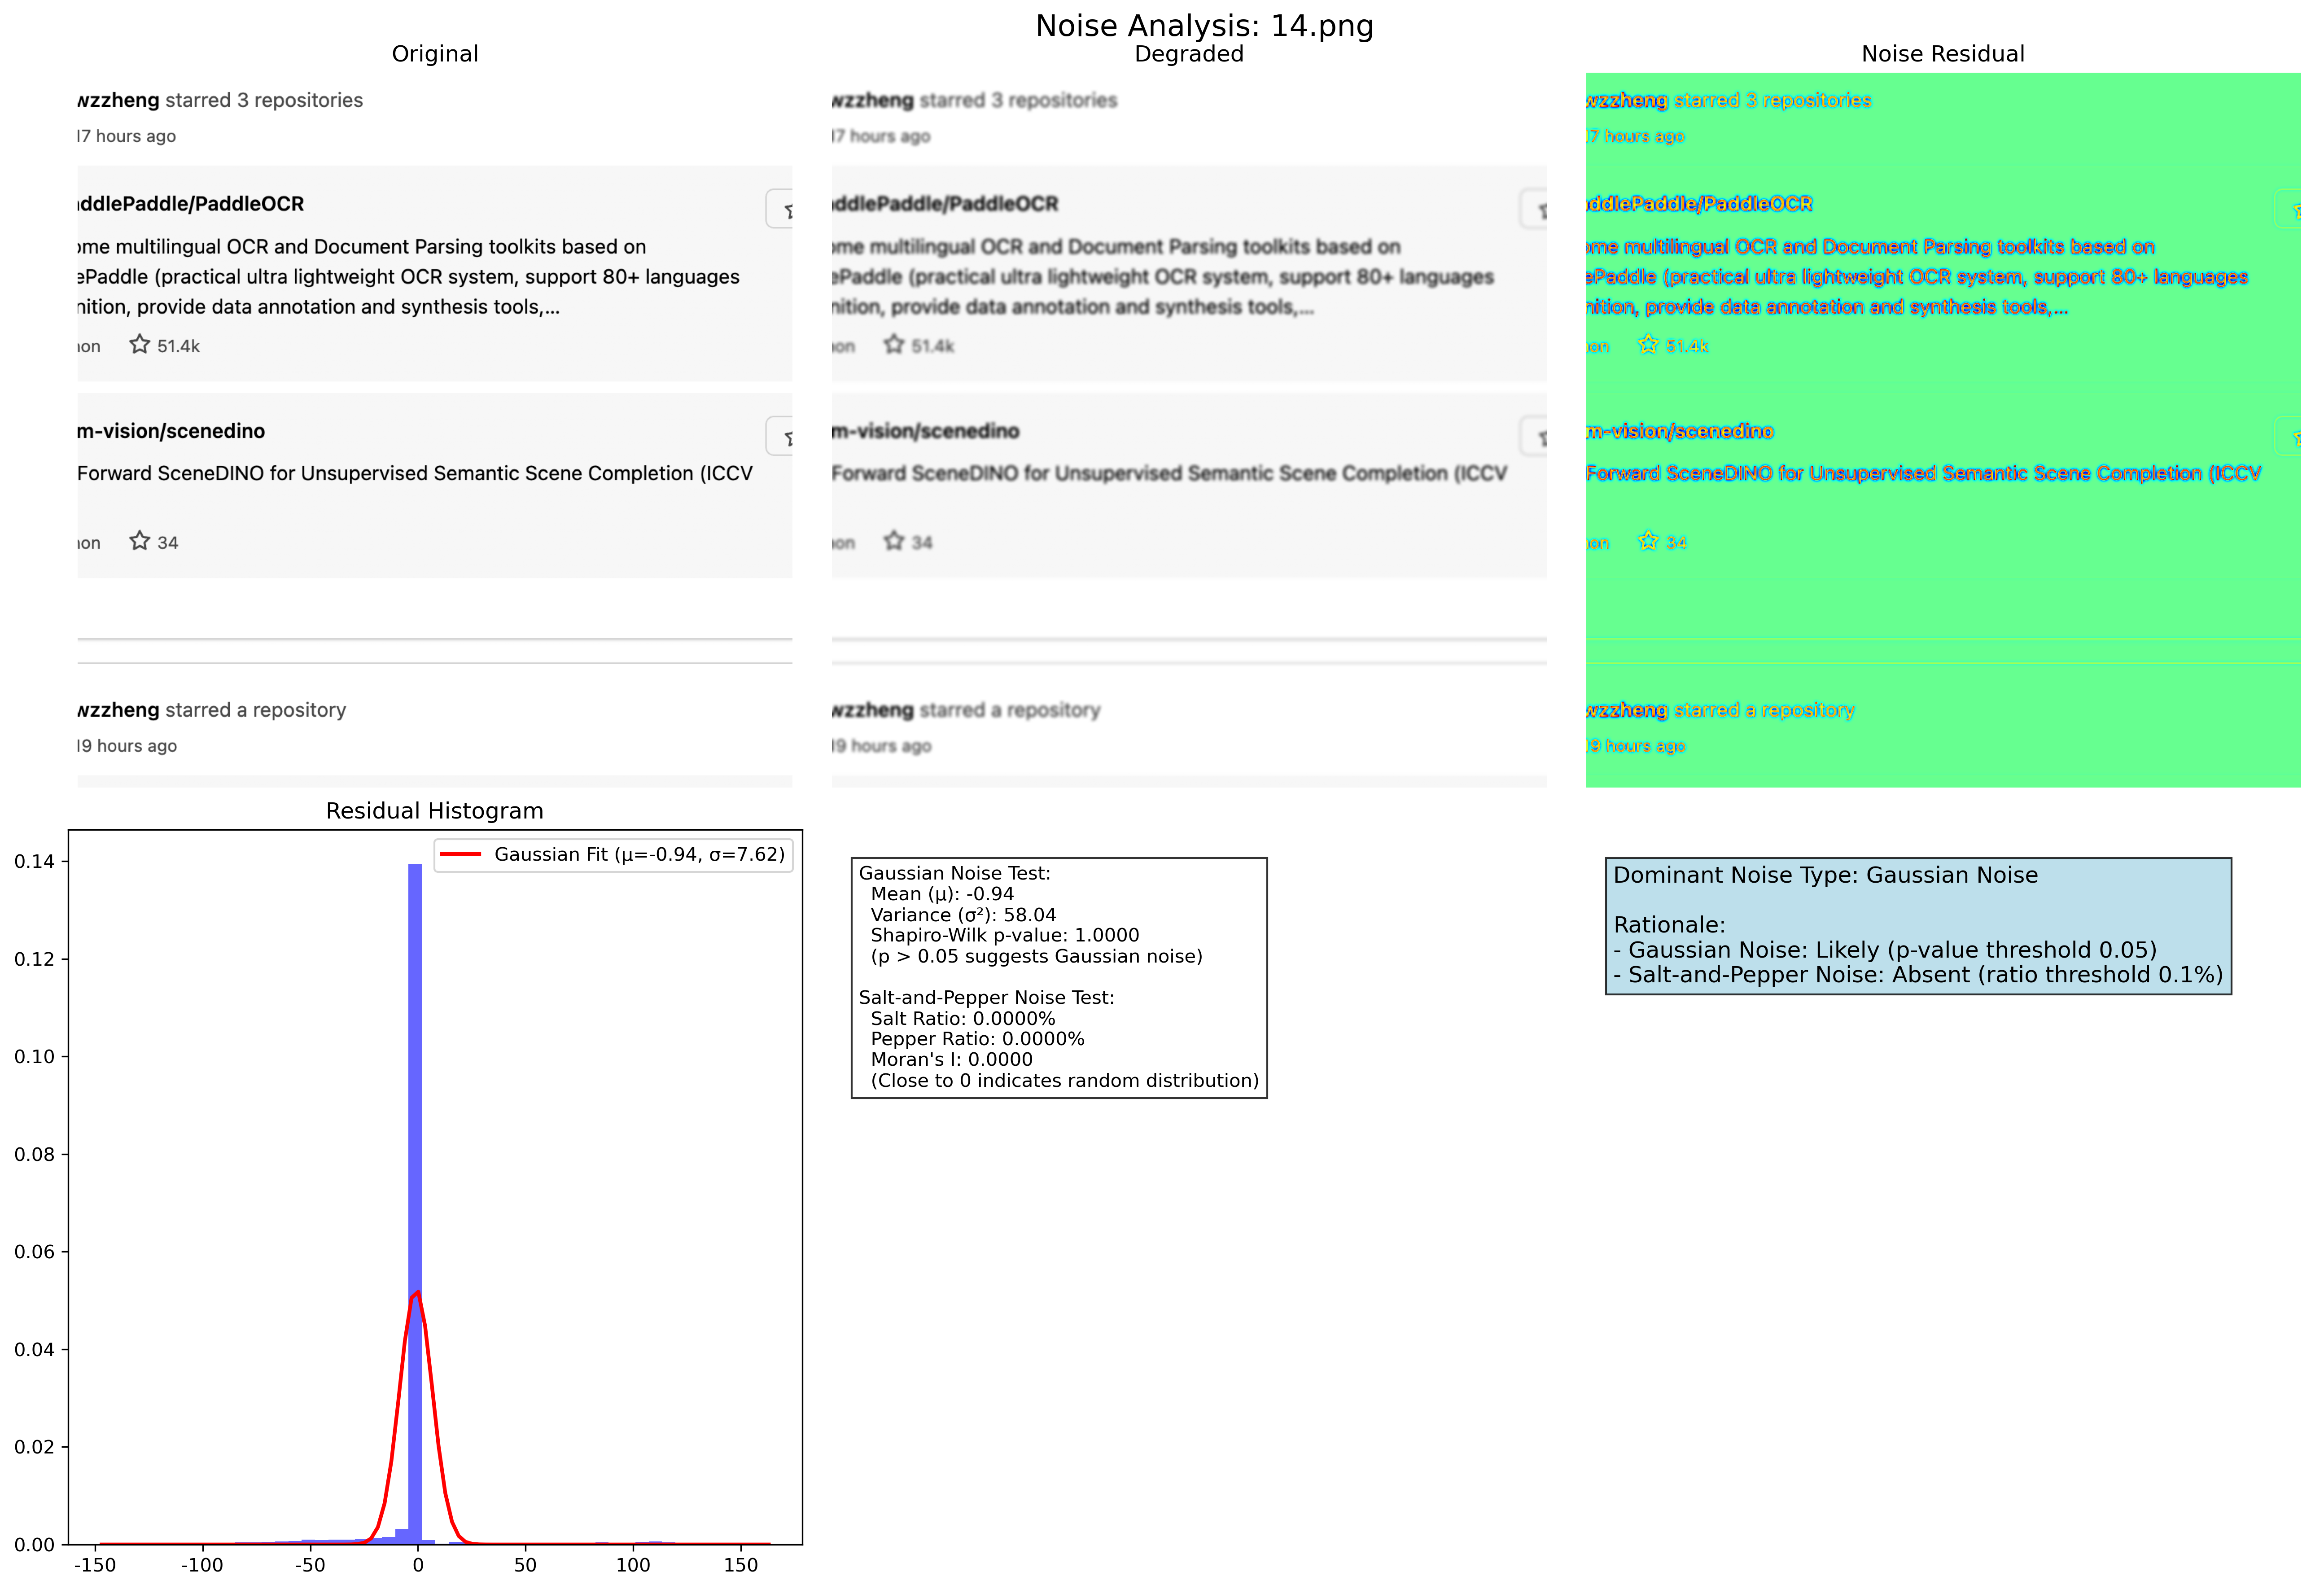 Noise Analysis: 14.png
Original
wzzheng starred 3 repositories
17 hours ago
addlePaddle/PaddleOCR
ome multilingual OCR and Document Parsing toolkits based on
ePaddle (practical ultra lightweight OCR system, support 80+ languages
nition, provide data annotation and synthesis tools,...
hon 51.4k
m-vision/scenedino
Forward SceneDINO for Unsupervised Semantic Scene Completion (ICCV
hon 34
wzzheng starred a repository
19 hours ago
Degraded
wzzheng starred 3 repositories
17 hours ago
addlePaddle/PaddleOCR
ome multilingual OCR and Document Parsing toolkits based on
ePaddle (practical ultra lightweight OCR system, support 80+ languages
nition, provide data annotation and synthesis tools,...
hon 51.4k
m-vision/scenedino
Forward SceneDINO for Unsupervised Semantic Scene Completion (ICCV
hon 34
wzzheng starred a repository
19 hours ago
Noise Residual
wzzheng starred 3 repositories
17 hours ago
addlePaddle/PaddleOCR
ome multilingual OCR and Document Parsing toolkits based on
ePaddle (practical ultra lightweight OCR system, support 80+ languages
nition, provide data annotation and synthesis tools,...
hon 51.4k
m-vision/scenedino
Forward SceneDINO for Unsupervised Semantic Scene Completion (ICCV
hon 34
wzzheng starred a repository
19 hours ago
Residual Histogram
Gaussian Fit (μ=-0.94, σ=7.62)
0.14
0.12
0.10
0.08
0.06
0.04
0.02
0.00
-150 -100 -50 0 50 100 150
Gaussian Noise Test:
Mean (μ): -0.94
Variance (σ²): 58.04
Shapiro-Wilk p-value: 1.0000
(p > 0.05 suggests Gaussian noise)
Salt-and-Pepper Noise Test:
Salt Ratio: 0.0000%
Pepper Ratio: 0.0000%
Moran's I: 0.0000
(Close to 0 indicates random distribution)
Dominant Noise Type: Gaussian Noise
Rationale:
- Gaussian Noise: Likely (p-value threshold 0.05)
- Salt-and-Pepper Noise: Absent (ratio threshold 0.1%)